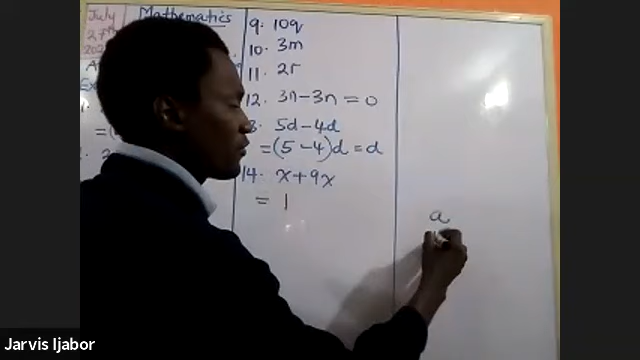 July
27th
Mathematics
9. 10q
10. 3m
11. 2r
12. 3n-3n = 0
5d-4d
=(5-4)d = d
14. x+9x
= 1
a
Jarvis Ijabor